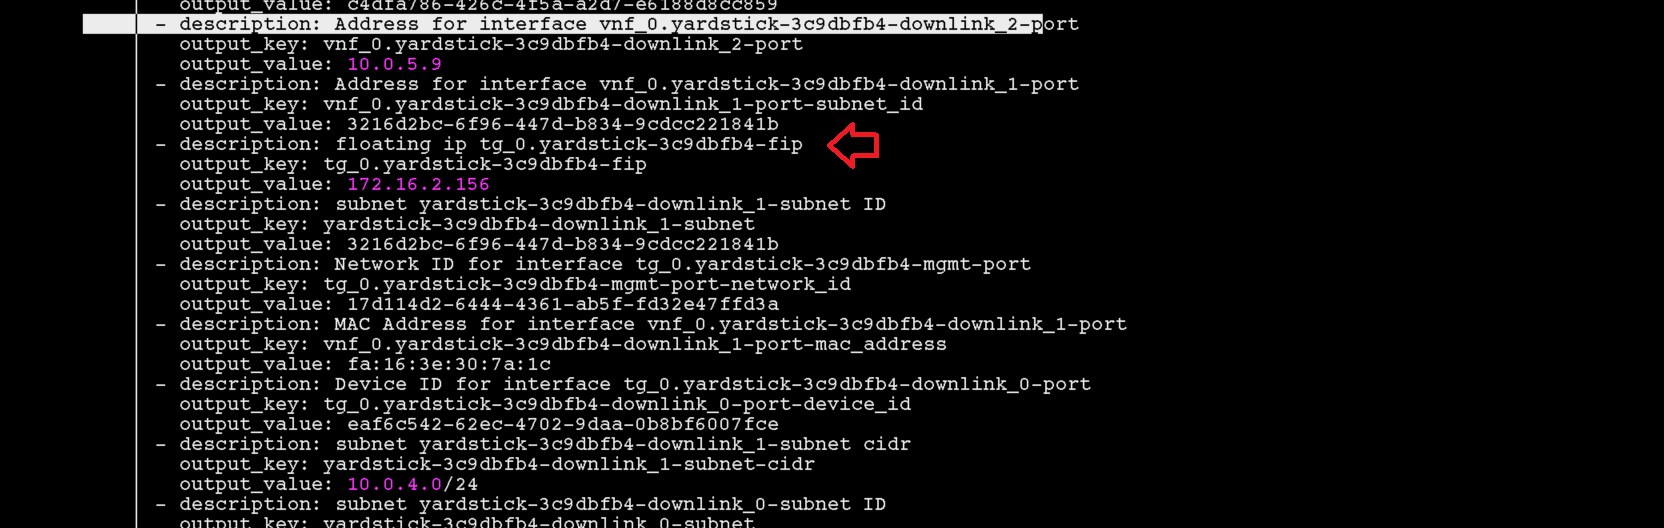 output_value: c4dfa786-426c-4f5a-a2d7-e6188d8cc859
- description: Address for interface vnf_0.yardstick-3c9dbfb4-downlink_2-port
output_key: vnf_0.yardstick-3c9dbfb4-downlink_2-port
output_value: 10.0.5.9
- description: Address for interface vnf_0.yardstick-3c9dbfb4-downlink_1-port
output_key: vnf_0.yardstick-3c9dbfb4-downlink_1-port-subnet_id
output_value: 3216d2bc-6f96-447d-b834-9cdcc221841b
- description: floating ip tg_0.yardstick-3c9dbfb4-fip
output_key: tg_0.yardstick-3c9dbfb4-fip
output_value: 172.16.2.156
- description: subnet yardstick-3c9dbfb4-downlink_1-subnet ID
output_key: yardstick-3c9dbfb4-downlink_1-subnet
output_value: 3216d2bc-6f96-447d-b834-9cdcc221841b
- description: Network ID for interface tg_0.yardstick-3c9dbfb4-mgmt-port
output_key: tg_0.yardstick-3c9dbfb4-mgmt-port-network_id
output_value: 17d114d2-6444-4361-ab5f-fd32e47ffd3a
- description: MAC Address for interface vnf_0.yardstick-3c9dbfb4-downlink_1-port
output_key: vnf_0.yardstick-3c9dbfb4-downlink_1-port-mac_address
output_value: fa:16:3e:30:7a:1c
- description: Device ID for interface tg_0.yardstick-3c9dbfb4-downlink_0-port
output_key: tg_0.yardstick-3c9dbfb4-downlink_0-port-device_id
output_value: eaf6c542-62ec-4702-9daa-0b8bf6007fce
- description: subnet yardstick-3c9dbfb4-downlink_1-subnet cidr
output_key: yardstick-3c9dbfb4-downlink_1-subnet-cidr
output_value: 10.0.4.0/24
- description: subnet yardstick-3c9dbfb4-downlink_0-subnet ID
output_key: yardstick-3c9dbfb4-downlink_0-subnet